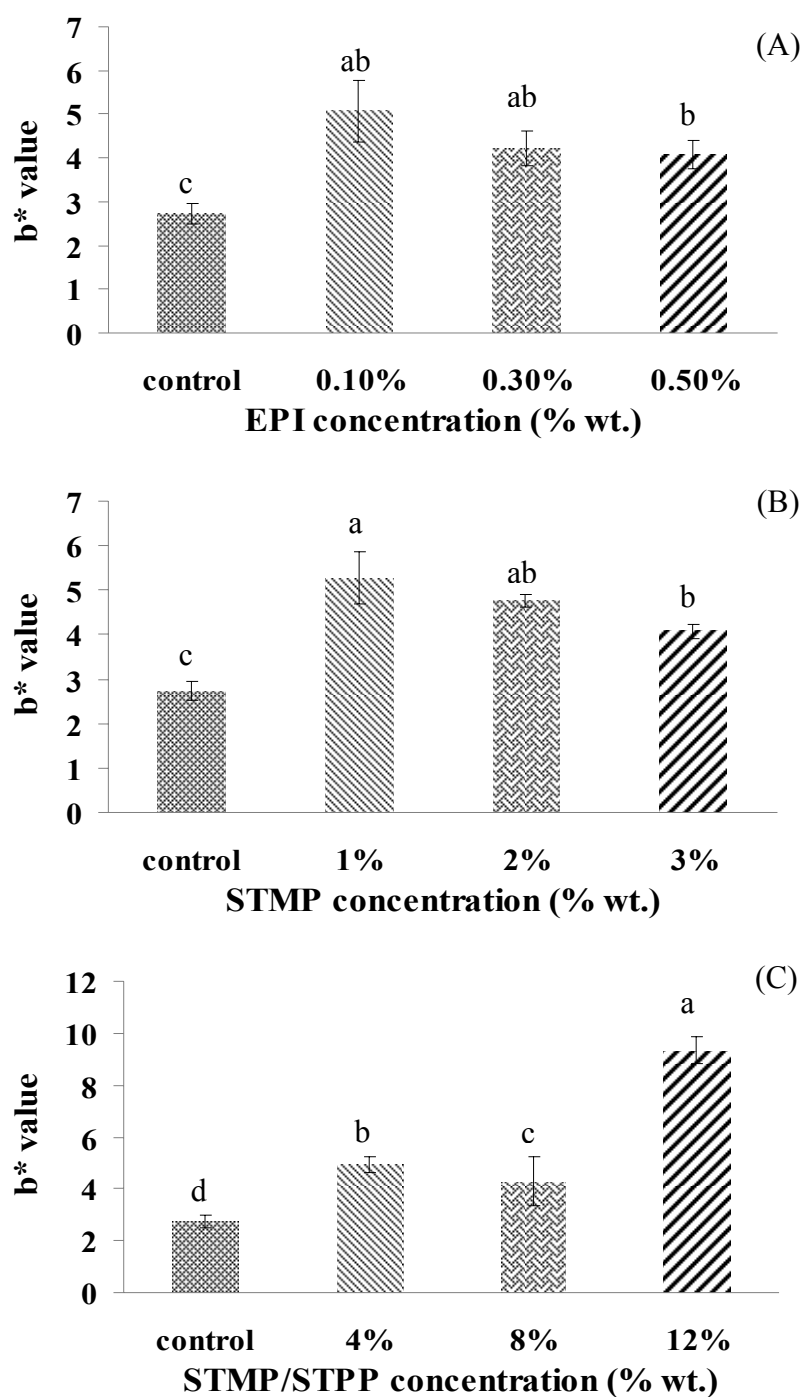 (A)
7
6
5
4
3
2
1
0
b* value
c
ab
ab
b
control 0.10% 0.30% 0.50%
EPI concentration (% wt.)
(B)
7
6
5
4
3
2
1
0
b* value
c
a
ab
b
control 1% 2% 3%
STMP concentration (% wt.)
(C)
12
10
8
6
4
2
0
b* value
d
b
c
a
control 4% 8% 12%
STMP/STPP concentration (% wt.)